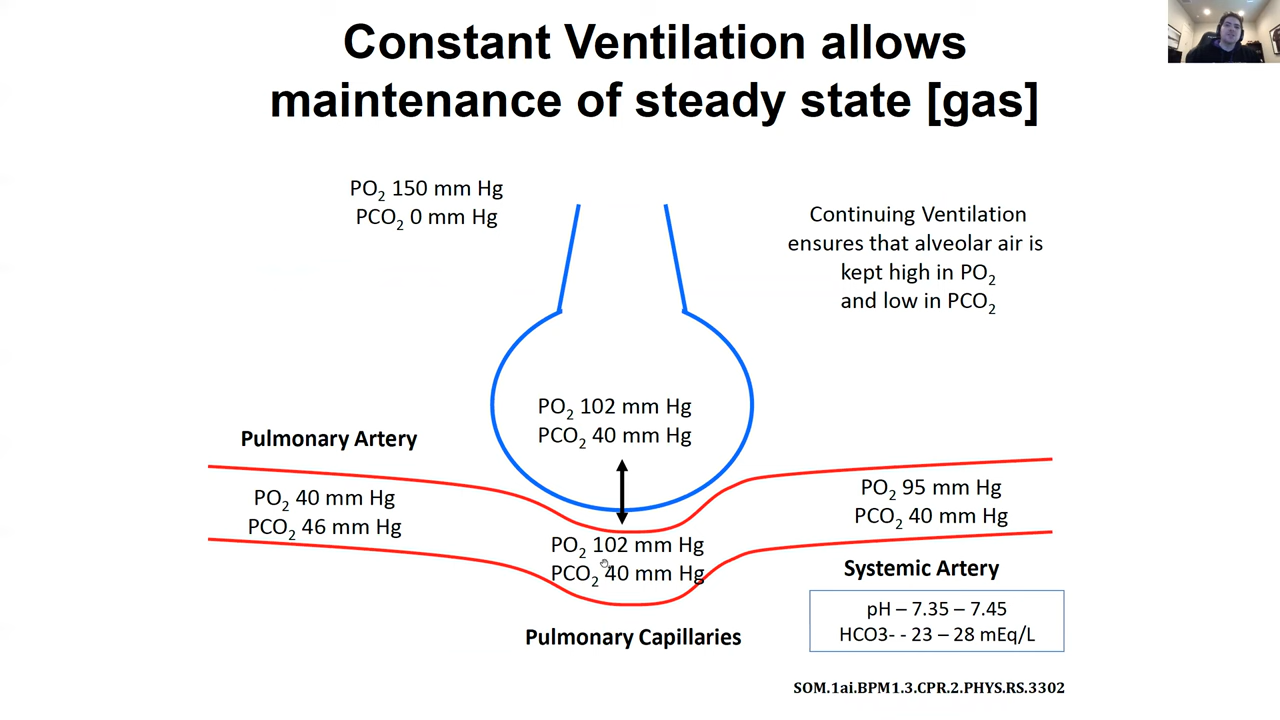 Constant Ventilation allows
maintenance of steady state [gas]
PO2 150 mm Hg
PCO2 0 mm Hg
Continuing Ventilation
ensures that alveolar air is
kept high in PO2
and low in PCO2
PO2 102 mm Hg
PCO2 40 mm Hg
Pulmonary Artery
PO2 40 mm Hg
PCO2 46 mm Hg
PO2 95 mm Hg
PCO2 40 mm Hg
PO2 102 mm Hg
PCO2 40 mm Hg
Systemic Artery
pH – 7.35 – 7.45
HCO3- - 23 – 28 mEq/L
Pulmonary Capillaries
SOM.1ai.BPM1.3.CPR.2.PHYS.RS.3302